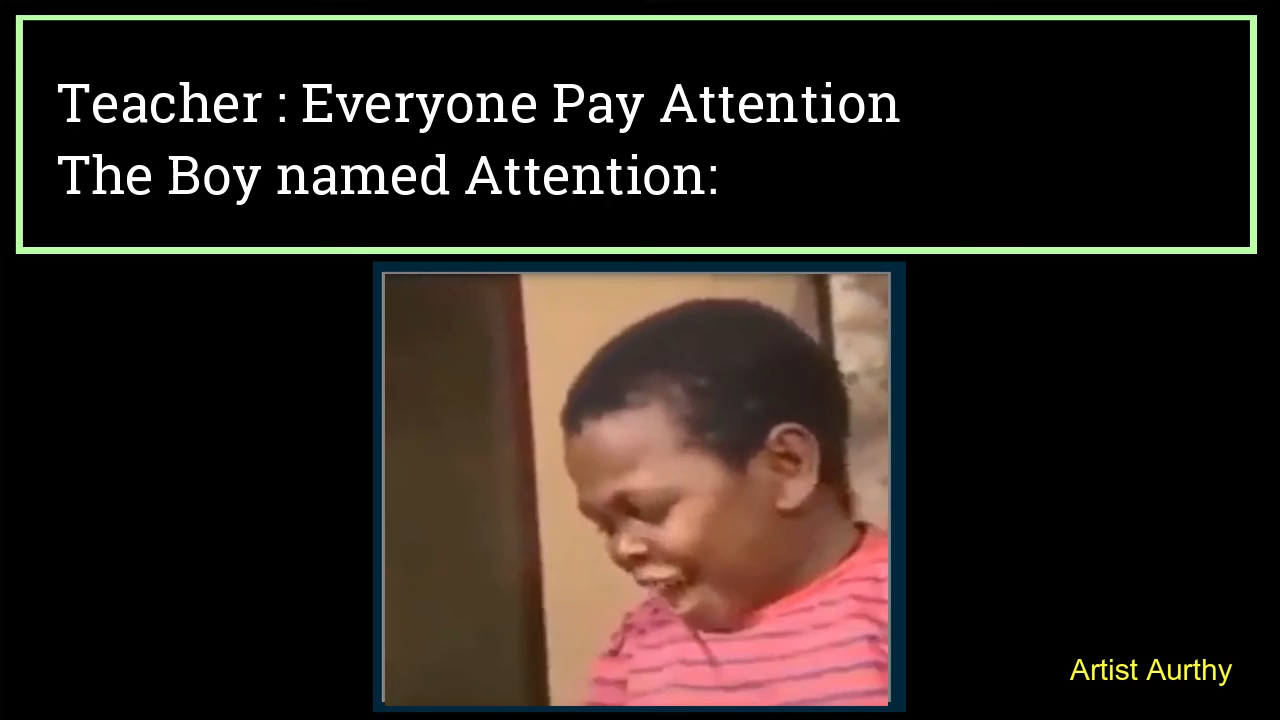 Teacher : Everyone Pay Attention
The Boy named Attention:
Artist Aurthy